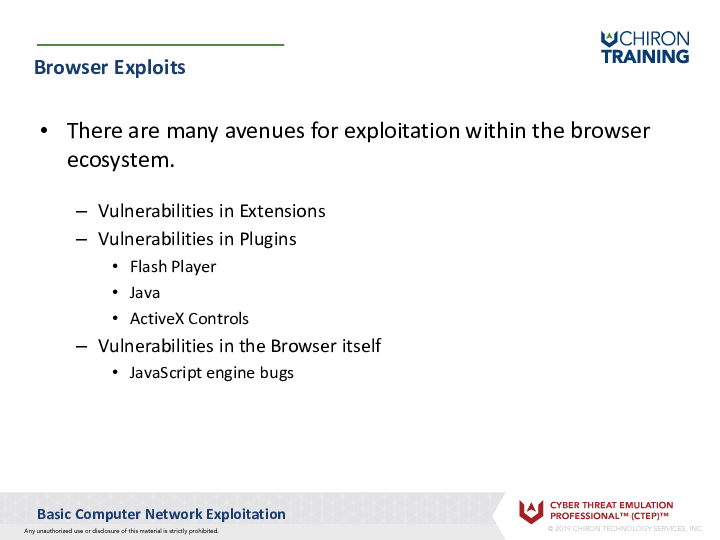 CHIRON
TRAINING
Browser Exploits
• There are many avenues for exploitation within the browser
ecosystem.
– Vulnerabilities in Extensions
– Vulnerabilities in Plugins
• Flash Player
• Java
• ActiveX Controls
– Vulnerabilities in the Browser itself
• JavaScript engine bugs
Basic Computer Network Exploitation
Any unauthorized use or disclosure of this material is strictly prohibited.
CYBER THREAT EMULATION
PROFESSIONAL™ (CTEP)™
© 2019 CHIRON TECHNOLOGY SERVICES, INC.